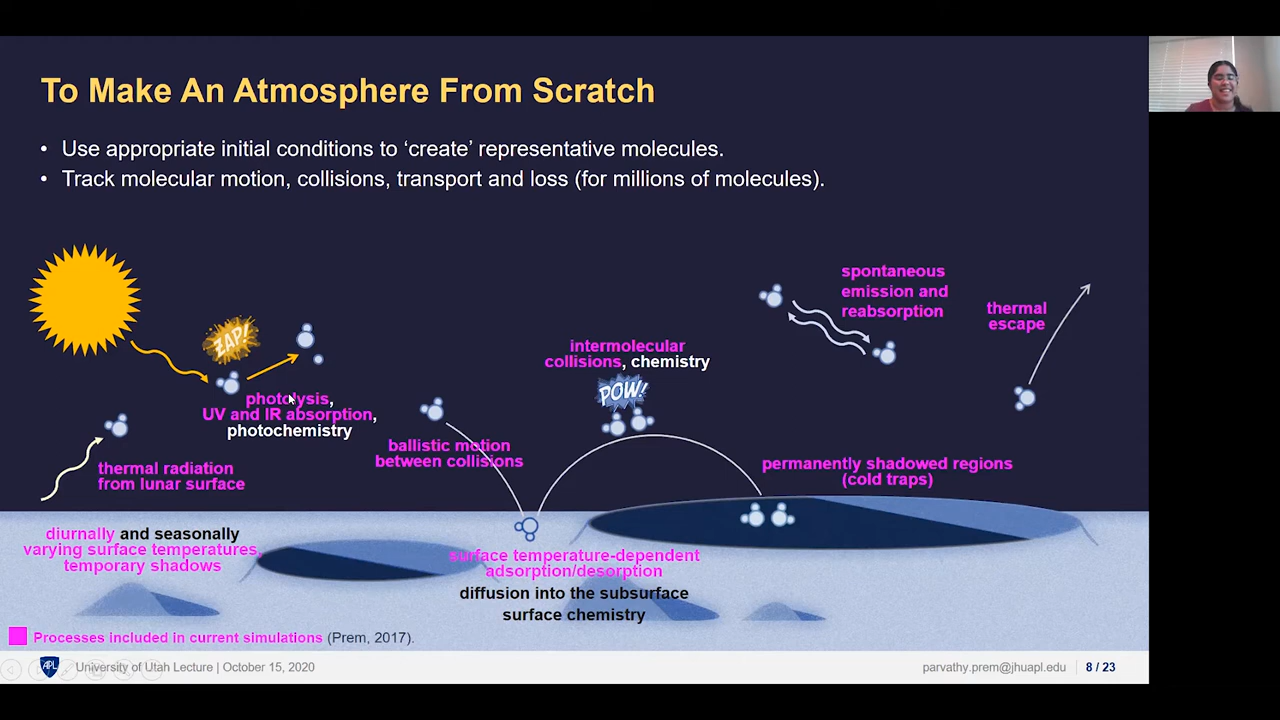 To Make An Atmosphere From Scratch
• Use appropriate initial conditions to ‘create’ representative molecules.
• Track molecular motion, collisions, transport and loss (for millions of molecules).
ZAP!
photolysis,
UV and IR absorption,
photochemistry
thermal radiation
from lunar surface
ballistic motion
between collisions
intermolecular
collisions, chemistry
POW!
spontaneous
emission and
reabsorption
thermal
escape
permanently shadowed regions
(cold traps)
diurnally and seasonally
varying surface temperatures,
temporary shadows
surface temperature-dependent
adsorption/desorption
diffusion into the subsurface
surface chemistry
Processes included in current simulations (Prem, 2017).
APL
University of Utah Lecture | October 15, 2020
parvathy.prem@jhuapl.edu
8 / 23